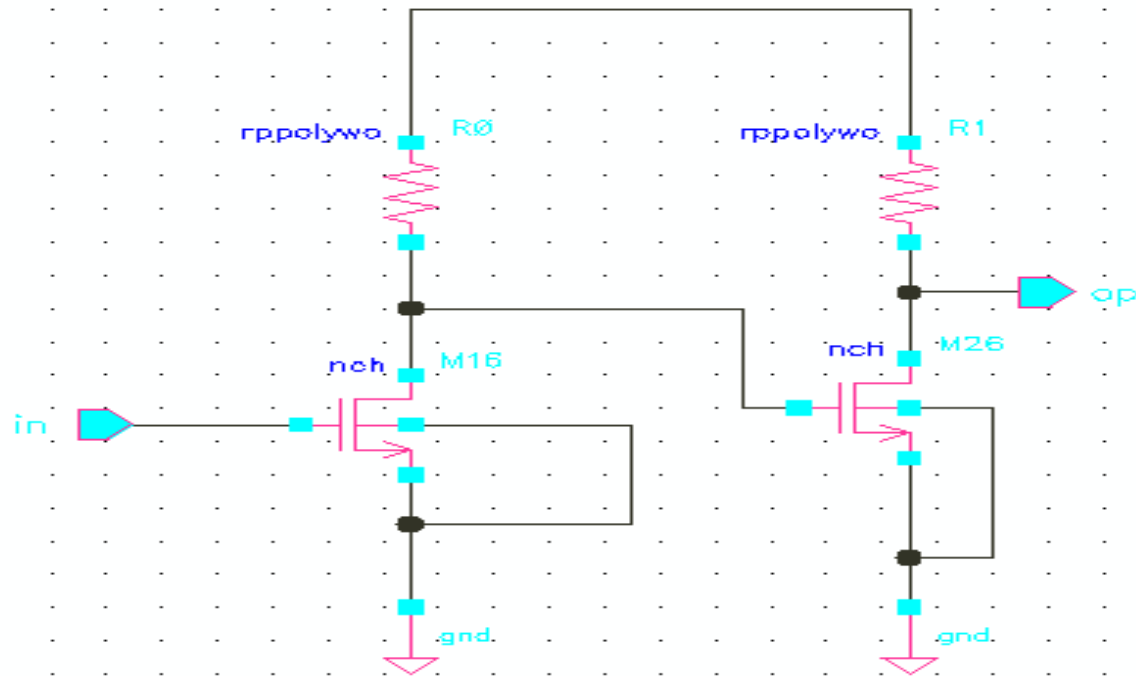 rppolywo R0 rppolywo R1
op
nch M16 nch M26
in
gnd gnd